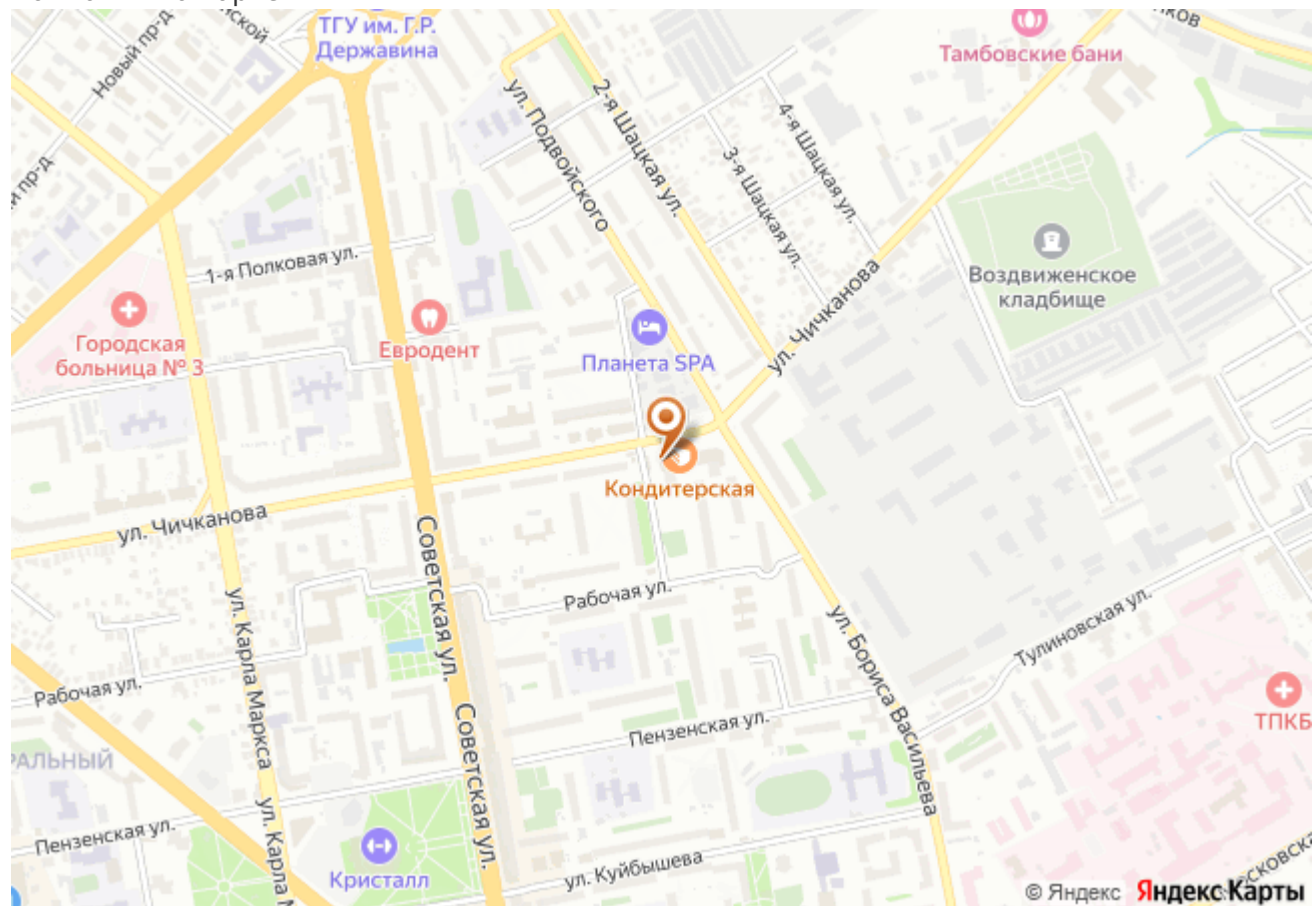 ТГУ им. Г.Р.
Державина
Тамбовские бани
Новый пр-д
ул. Подвойского
2-я Шацкая ул.
3-я Шацкая ул.
4-я Шацкая ул.
1-я Полковая ул.
Воздвиженское
кладбище
Городская
больница № 3
Евродент
Планета SPA
ул. Чичканова
Кондитерская
ул. Чичканова
Советская ул.
Рабочая ул.
ул. Карла Маркса
ул. Бориса Васильева
Тулиновская ул.
Рабочая ул.
ТПКБ
Советская ул.
Пензенская ул.
Пензенская ул.
ул. Карла
Кристалл
ул. Куйбышева
© Яндекс Яндекс Карты